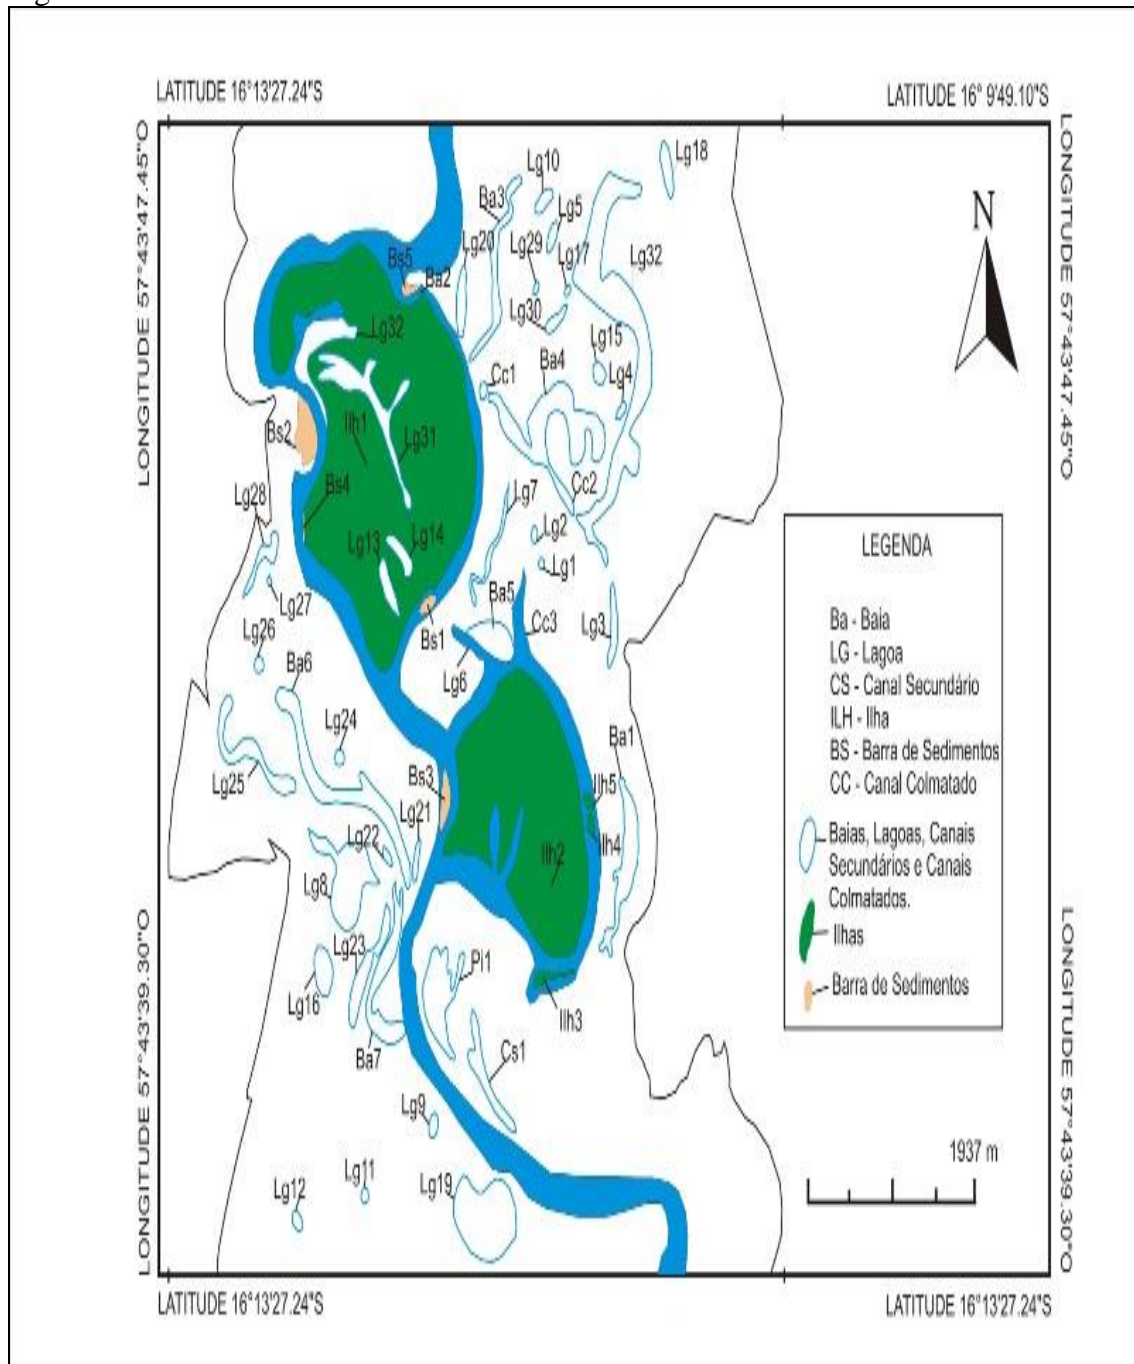 LATITUDE 16°13'27.24"S
LATITUDE 16° 9'49.10"S
LONGITUDE 57°43'47.45"O
LONGITUDE 57°43'47.45"O
N
Lg18
Lg10
Ba3
Lg5
Lg20
Lg29
Lg17
Lg32
Bs5
Ba2
Lg30
Lg32
Lg15
Cc1
Ba4
Lg4
Bs2
Ilh1
Lg31
Lg28
Bs4
Lg7
Cc2
Lg13
Lg14
Lg2
Lg1
Lg27
Ba5
Bs1
Cc3
Lg3
Lg26
Ba6
Lg6
Lg24
Ba1
Lg25
Bs3
Ilh5
Lg21
Lg22
Ilh4
Ilh2
Lg8
Lg23
Pi1
Lg16
Ilh3
Ba7
Cs1
Lg9
Lg11
Lg12
Lg19
LEGENDA
Ba - Baia
LG - Lagoa
CS - Canal Secundário
ILH - Ilha
BS - Barra de Sedimentos
CC - Canal Colmatado
Baias, Lagoas, Canais
Secundários e Canais
Colmatados.
Ilhas
Barra de Sedimentos
1937 m
LONGITUDE 57°43'39.30"O
LONGITUDE 57°43'39.30"O
LATITUDE 16°13'27.24"S
LATITUDE 16°13'27.24"S